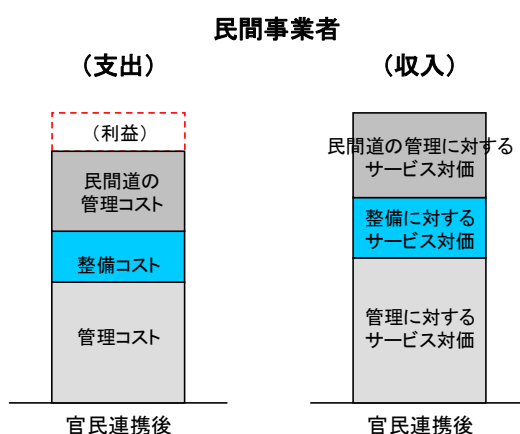 民間事業者
（支出）
（収入）
（利益）
民間道の
管理コスト
整備コスト
管理コスト
官民連携後
民間道の管理に対する
サービス対価
整備に対する
サービス対価
管理に対する
サービス対価
官民連携後